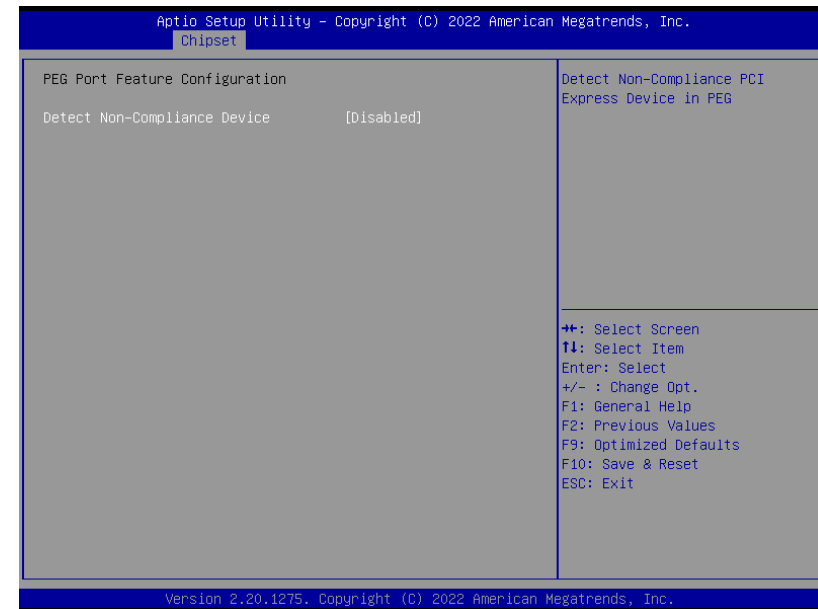 Aptio Setup Utility – Copyright (C) 2022 American Megatrends, Inc.
Chipset
PEG Port Feature Configuration
Detect Non-Compliance Device [Disabled]
Detect Non-Compliance PCI
Express Device in PEG
→←: Select Screen
↑↓: Select Item
Enter: Select
+/- : Change Opt.
F1: General Help
F2: Previous Values
F9: Optimized Defaults
F10: Save & Reset
ESC: Exit
Version 2.20.1275. Copyright (C) 2022 American Megatrends, Inc.